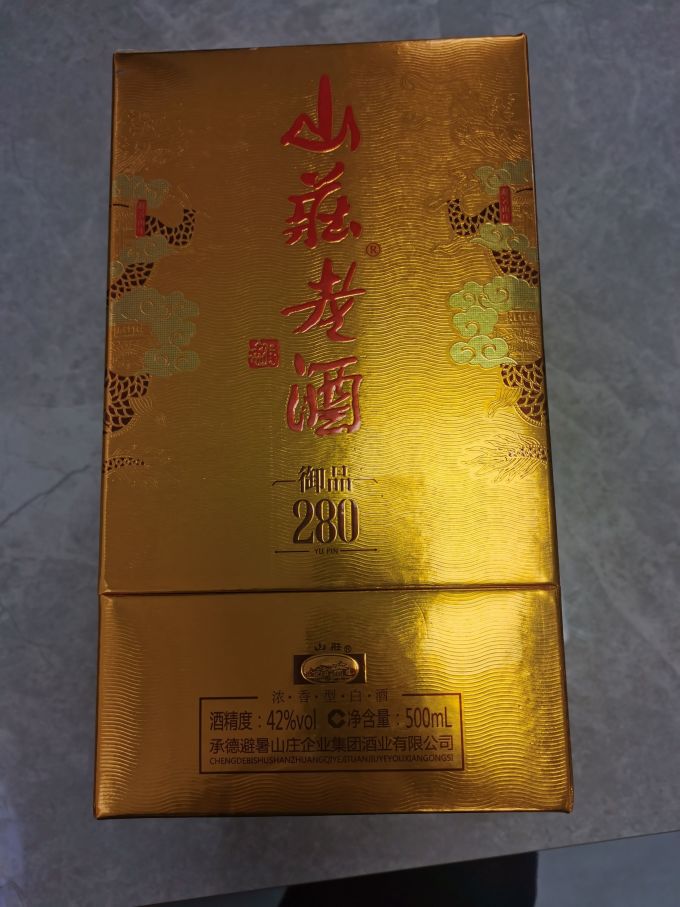 山莊老酒®
御品
280
YU PIN
山莊®
浓·香·型·白·酒
酒精度：42%vol 净含量：500mL
承德避暑山庄企业集团酒业有限公司
CHENGDEBISHUSHANZHUANGQIYEJITUANJIUYEYOUXIANGONGSI